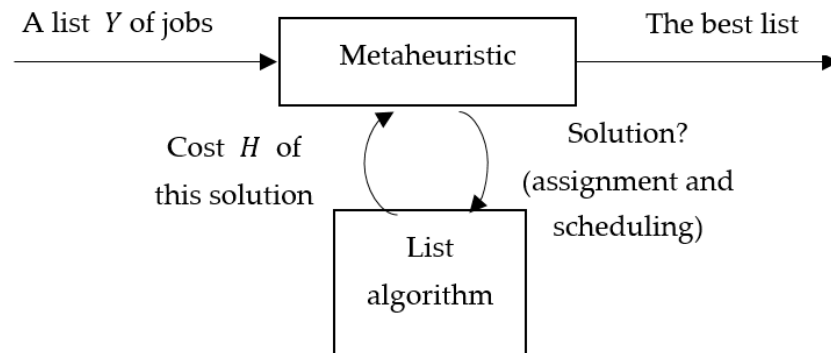 A list Y of jobs
Metaheuristic
The best list
Cost H of
this solution
Solution?
(assignment and
scheduling)
List
algorithm